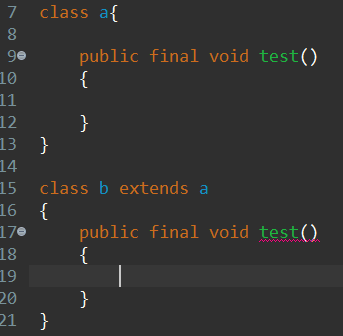 7 class a{
8
9 public final void test()
10 {
11
12 }
13 }
14
15 class b extends a
16 {
17 public final void test()
18 {
19
20 }
21 }